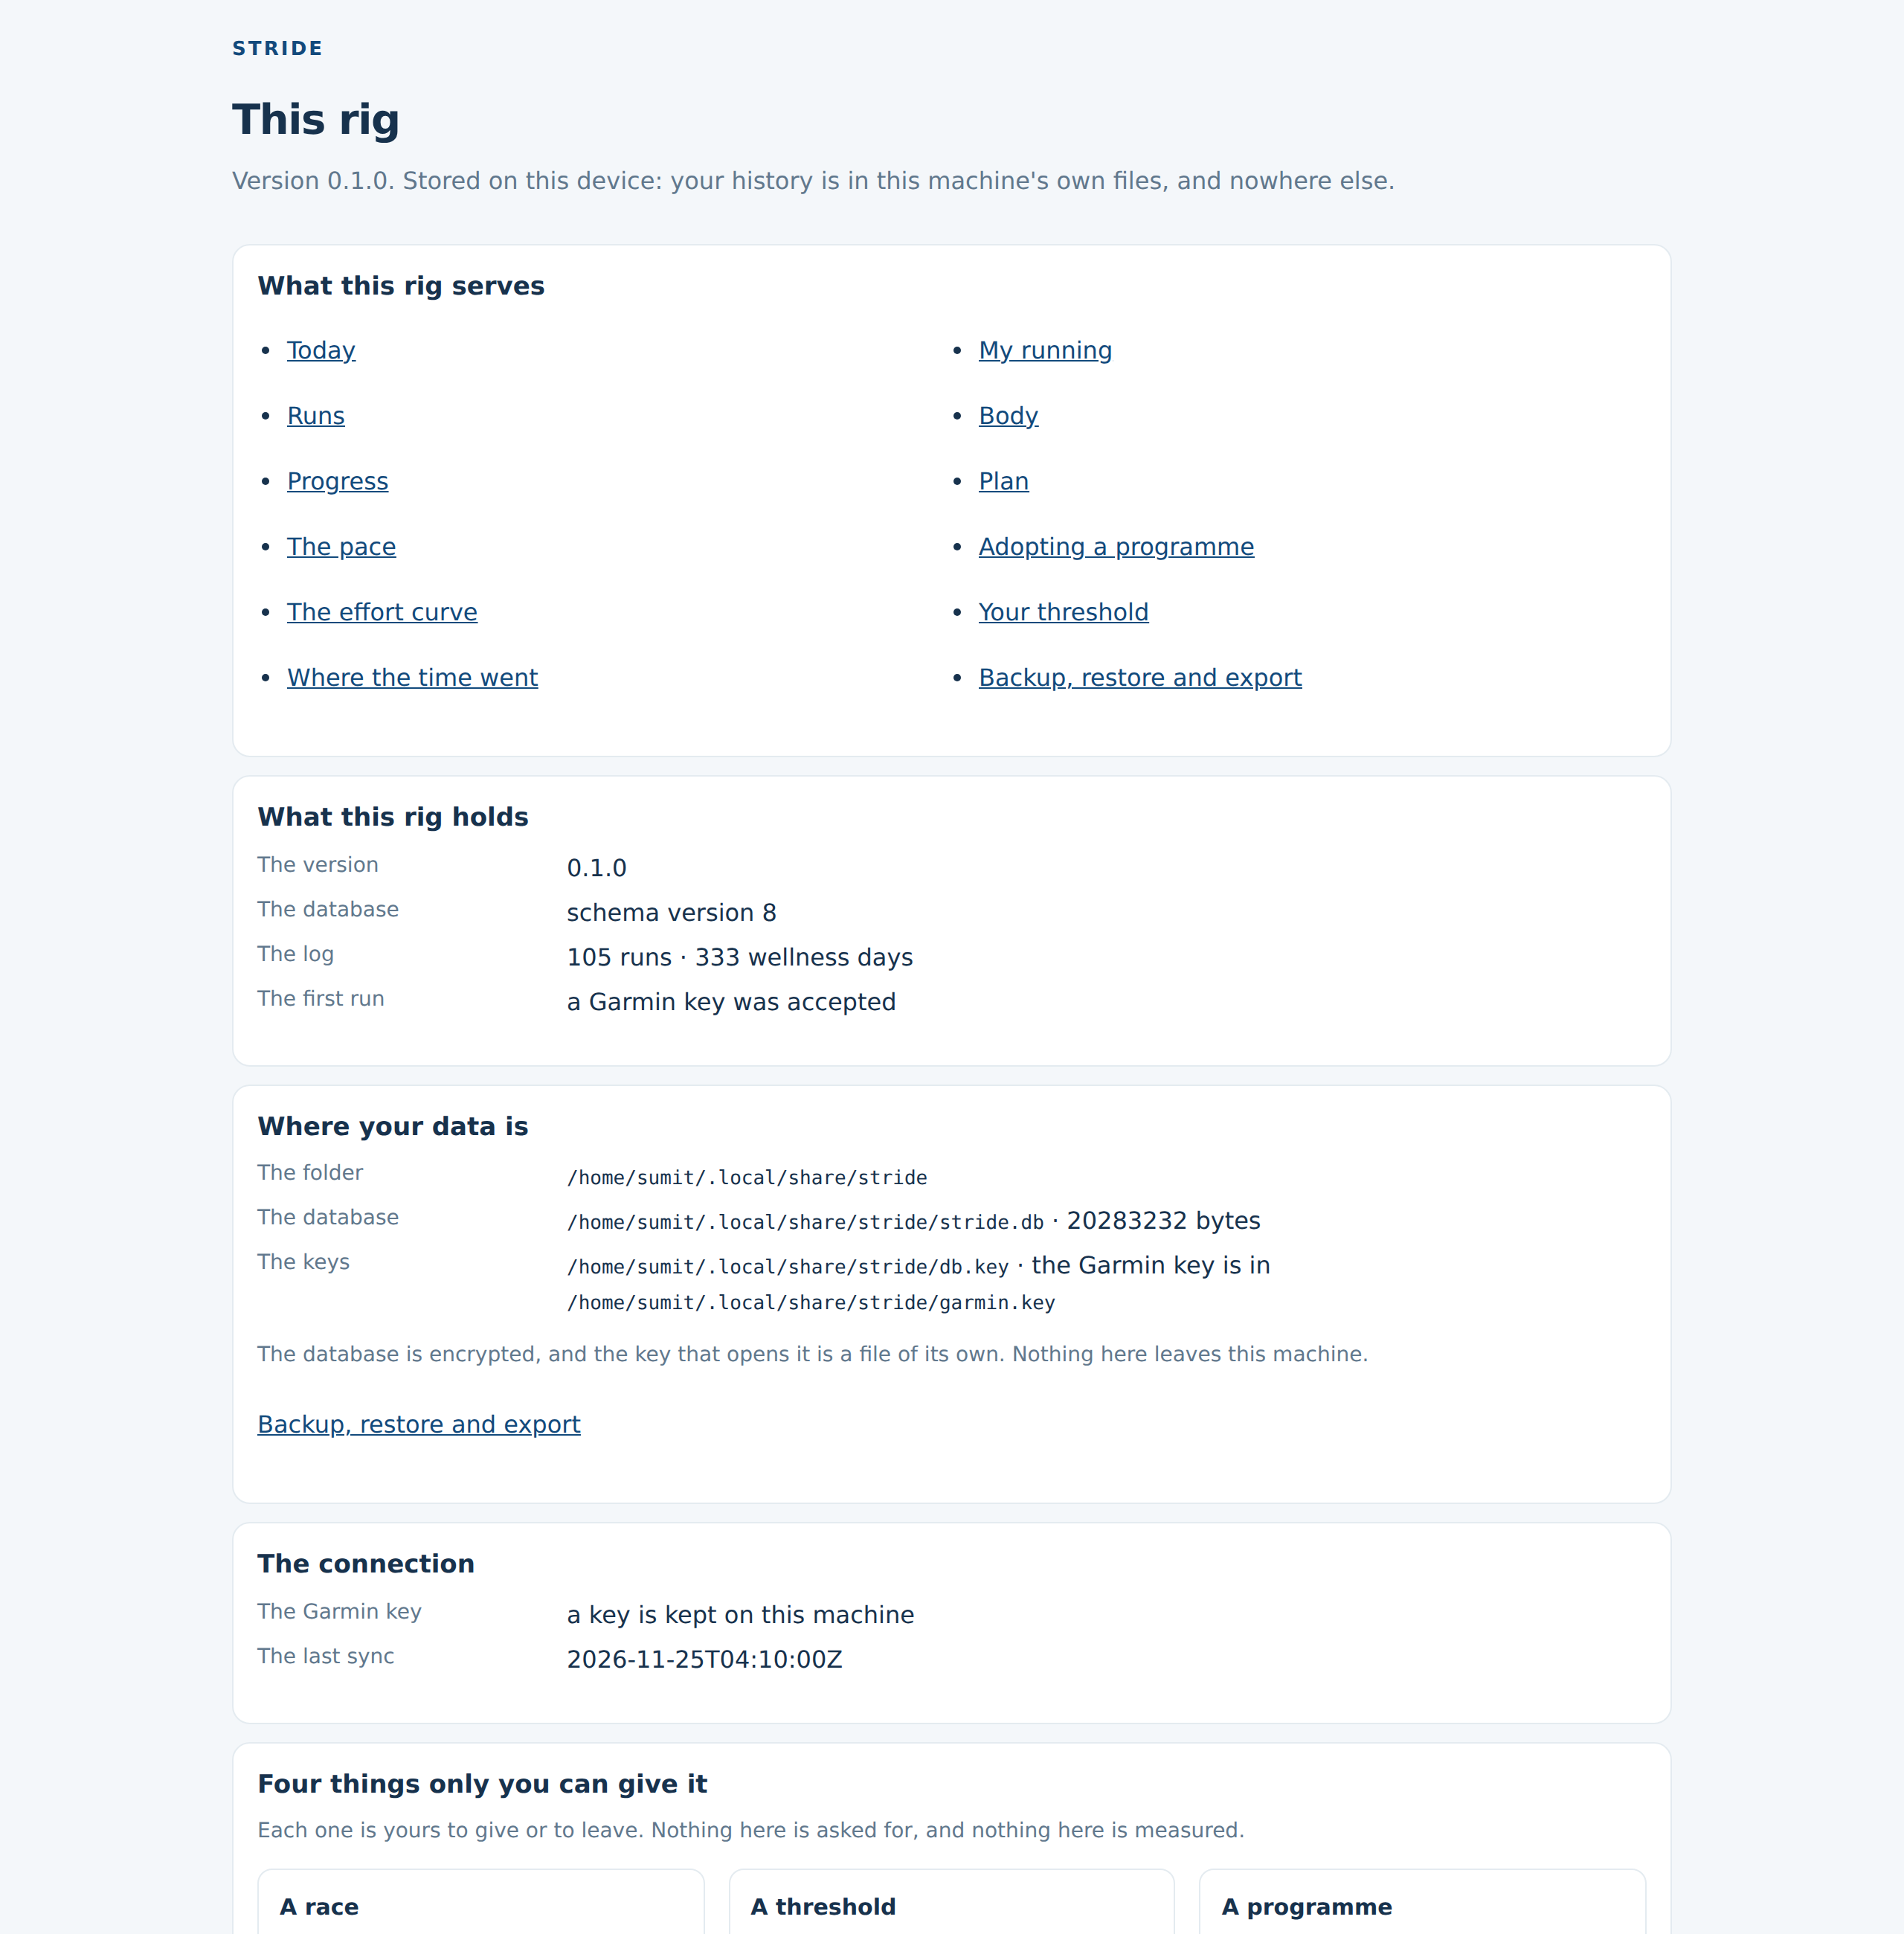 STRIDE
This rig
Version 0.1.0. Stored on this device: your history is in this machine's own files, and nowhere else.
What this rig serves
Today
My running
Runs
Body
Progress
Plan
The pace
Adopting a programme
The effort curve
Your threshold
Where the time went
Backup, restore and export
What this rig holds
The version 0.1.0
The database schema version 8
The log 105 runs · 333 wellness days
The first run a Garmin key was accepted
Where your data is
The folder /home/sumit/.local/share/stride
The database /home/sumit/.local/share/stride/stride.db · 20283232 bytes
The keys /home/sumit/.local/share/stride/db.key · the Garmin key is in
/home/sumit/.local/share/stride/garmin.key
The database is encrypted, and the key that opens it is a file of its own. Nothing here leaves this machine.
Backup, restore and export
The connection
The Garmin key a key is kept on this machine
The last sync 2026-11-25T04:10:00Z
Four things only you can give it
Each one is yours to give or to leave. Nothing here is asked for, and nothing here is measured.
A race
A threshold
A programme